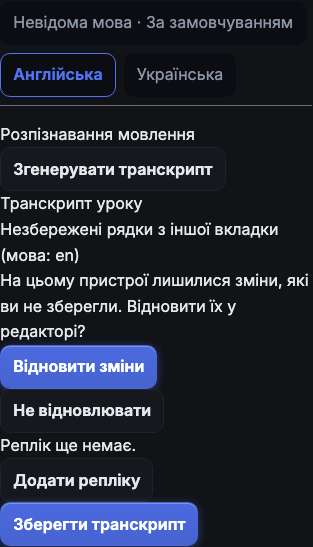 Невідома мова · За замовчуванням
Англійська
Українська
Розпізнавання мовлення
Згенерувати транскрипт
Транскрипт уроку
Незбережені рядки з іншої вкладки
(мова: en)
На цьому пристрої лишилися зміни, які
ви не зберегли. Відновити їх у
редакторі?
Відновити зміни
Не відновлювати
Реплік ще немає.
Додати репліку
Зберегти транскрипт